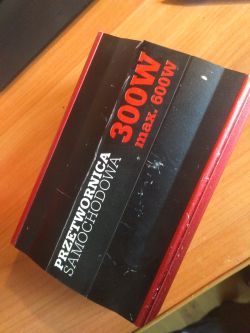 PRZETWORNICA
SAMOCHODOWA
300W
max. 600W